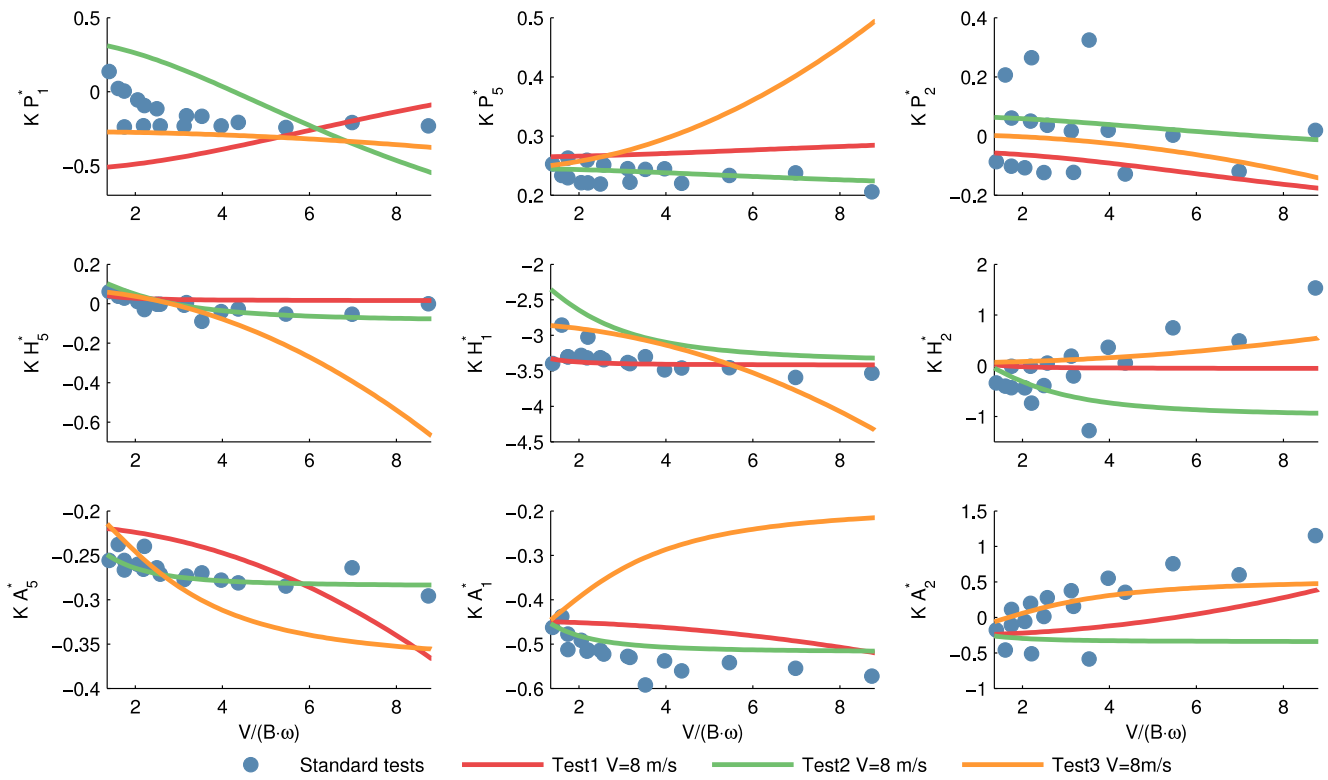 0.5
0
−0.5
K P*1
2 4 6 8
0.5
0.4
0.3
0.2
K P*5
2 4 6 8
0.4
0.2
0
−0.2
K P*2
2 4 6 8
0.2
0
−0.2
−0.4
−0.6
K H*5
2 4 6 8
−2
−2.5
−3
−3.5
−4
−4.5
K H*1
2 4 6 8
2
1
0
−1
K H*2
2 4 6 8
−0.2
−0.25
−0.3
−0.35
−0.4
K A*5
2 4 6 8
V/(B·ω)
−0.2
−0.3
−0.4
−0.5
−0.6
K A*1
2 4 6 8
V/(B·ω)
1.5
1
0.5
0
−0.5
−1
K A*2
2 4 6 8
V/(B·ω)
Standard tests Test1 V=8 m/s Test2 V=8 m/s Test3 V=8m/s